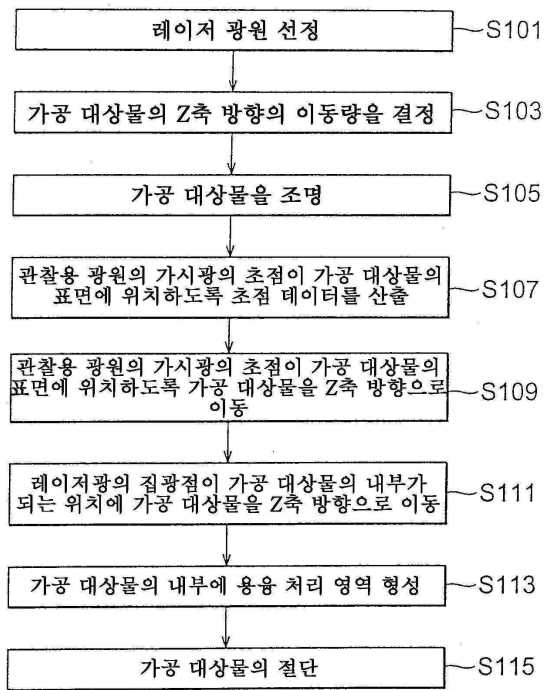 레이저 광원 선정
S101
가공 대상물의 Z축 방향의 이동량을 결정
S103
가공 대상물을 조명
S105
관찰용 광원의 가시광의 초점이 가공 대상물의
표면에 위치하도록 초점 데이터를 산출
S107
관찰용 광원의 가시광의 초점이 가공 대상물의
표면에 위치하도록 가공 대상물을 Z축 방향으로
이동
S109
레이저광의 집광점이 가공 대상물의 내부가
되는 위치에 가공 대상물을 Z축 방향으로 이동
S111
가공 대상물의 내부에 용융 처리 영역 형성
S113
가공 대상물의 절단
S115